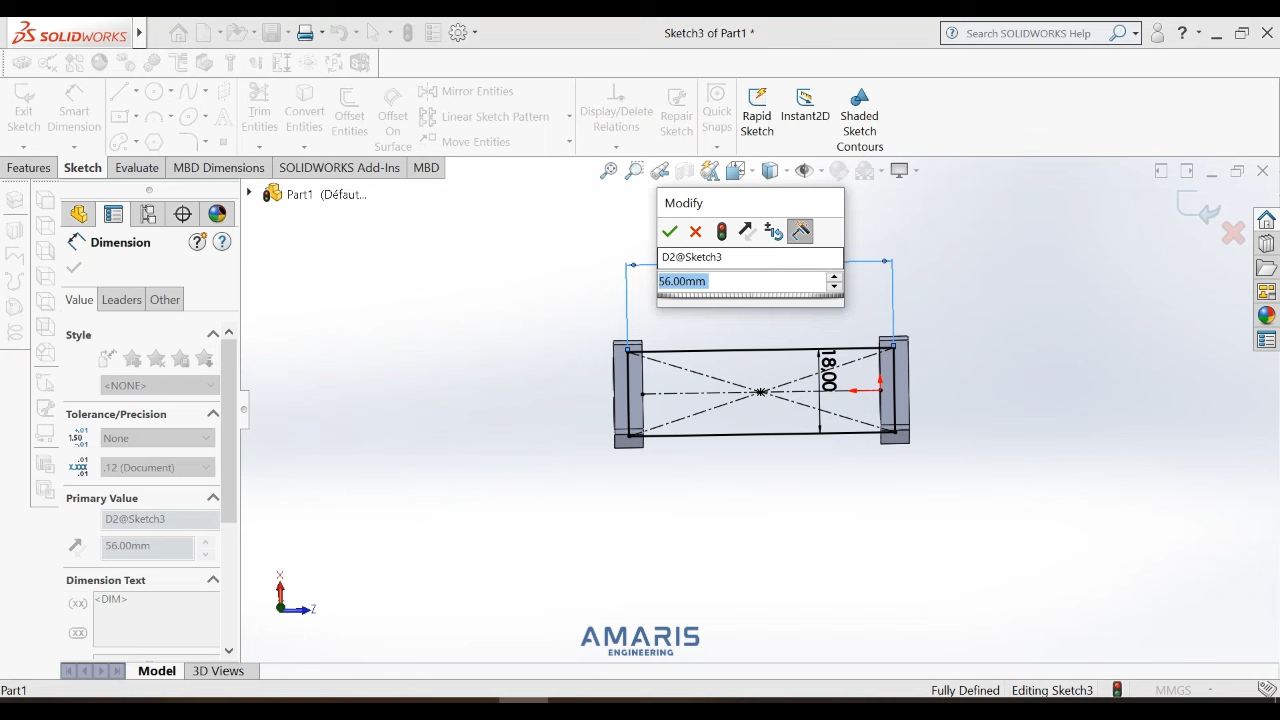 SOLIDWORKS
Sketch3 of Part1 *
Search SOLIDWORKS Help
?
Exit Sketch
Smart Dimension
Trim Entities
Convert Entities
Offset Entities
Offset On Surface
Mirror Entities
Linear Sketch Pattern
Move Entities
Display/Delete Relations
Repair Sketch
Quick Snaps
Rapid Sketch
Instant2D
Shaded Sketch Contours
Features
Sketch
Evaluate
MBD Dimensions
SOLIDWORKS Add-Ins
MBD
Part1 (Défaut...
Modify
D2@Sketch3
56.00mm
18.00
Dimension
Value
Leaders
Other
Style
<NONE>
Tolerance/Precision
None
.12 (Document)
Primary Value
D2@Sketch3
56.00mm
Dimension Text
<DIM>
(xx)
X
Z
AMARIS
ENGINEERING
Model
3D Views
Part1
Fully Defined
Editing Sketch3
MMGS
-